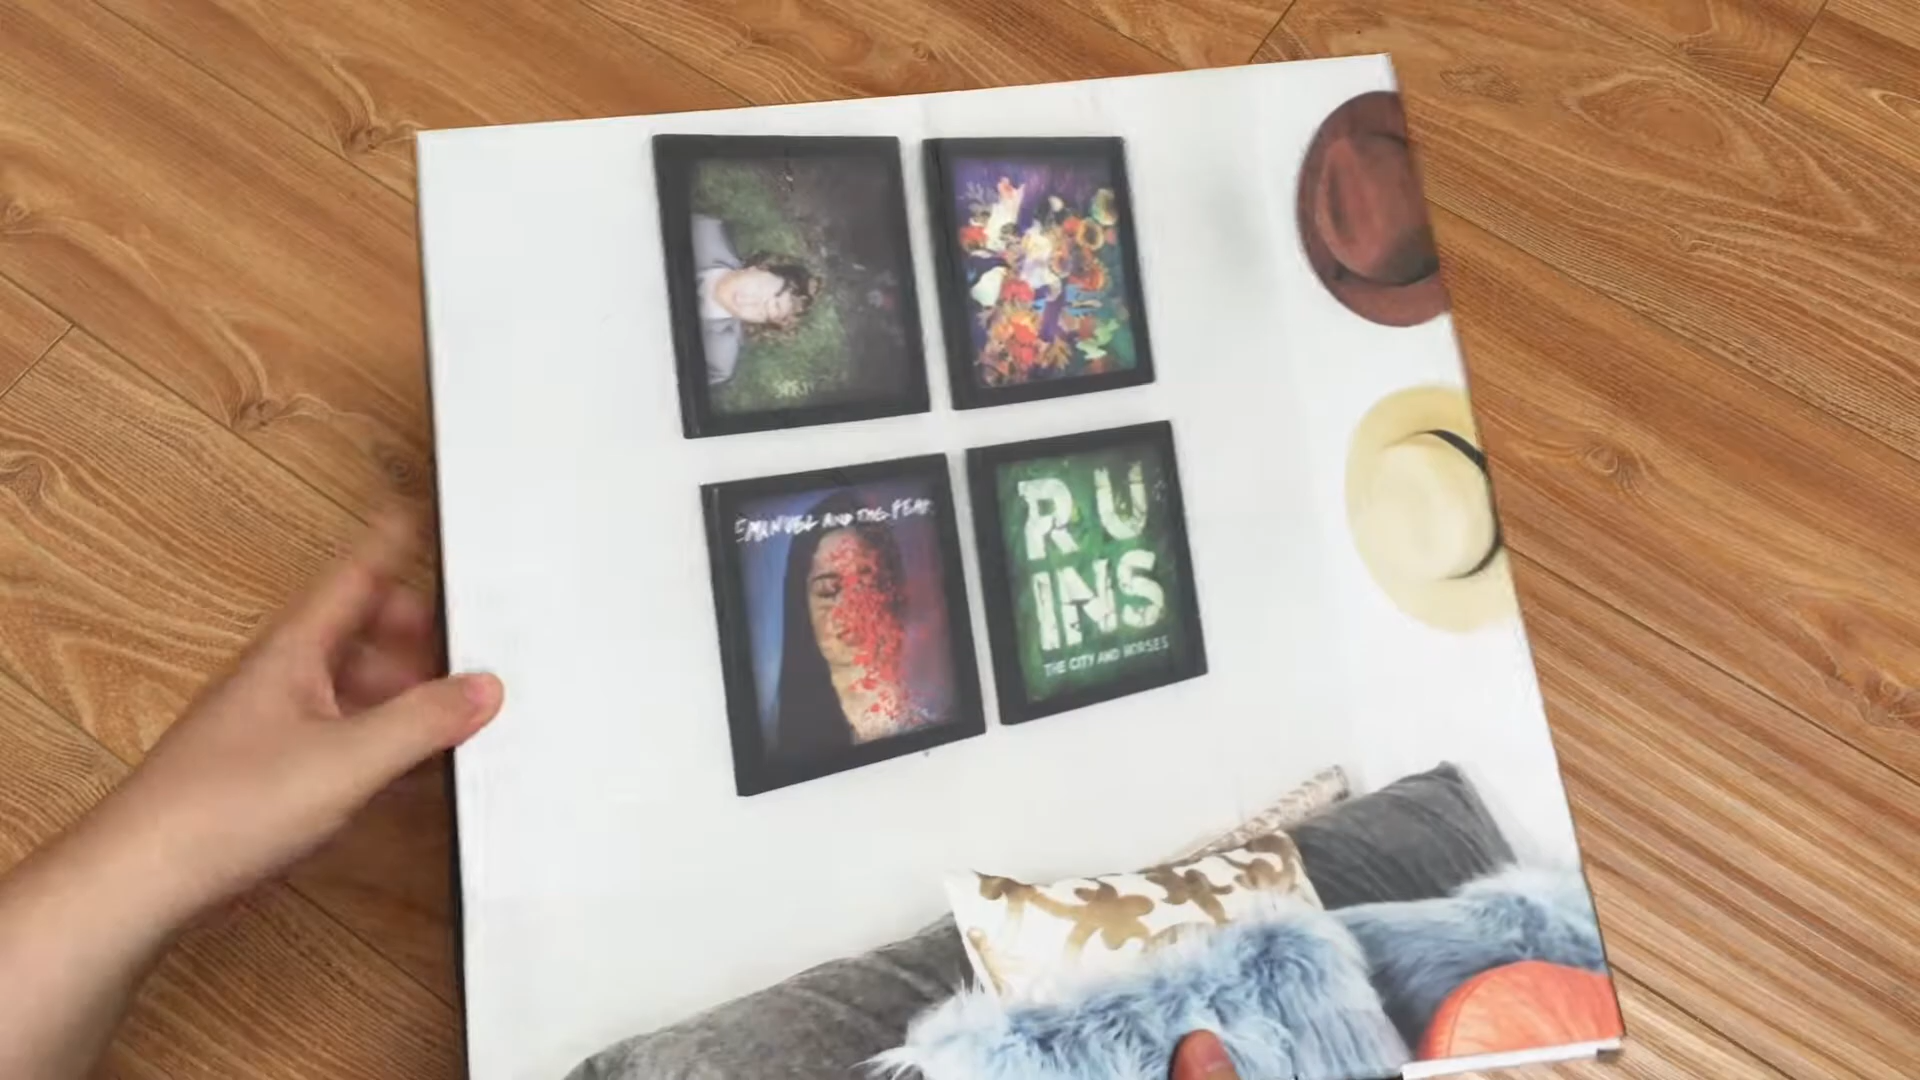 EMANUEL AND THE FEAR
RU
INS
THE CITY AND HORSES